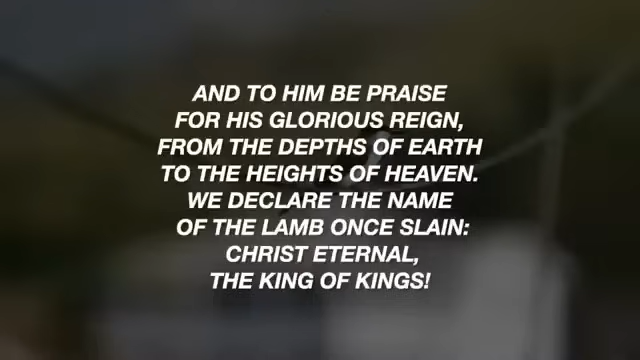 AND TO HIM BE PRAISE
FOR HIS GLORIOUS REIGN,
FROM THE DEPTHS OF EARTH
TO THE HEIGHTS OF HEAVEN.
WE DECLARE THE NAME
OF THE LAMB ONCE SLAIN:
CHRIST ETERNAL,
THE KING OF KINGS!